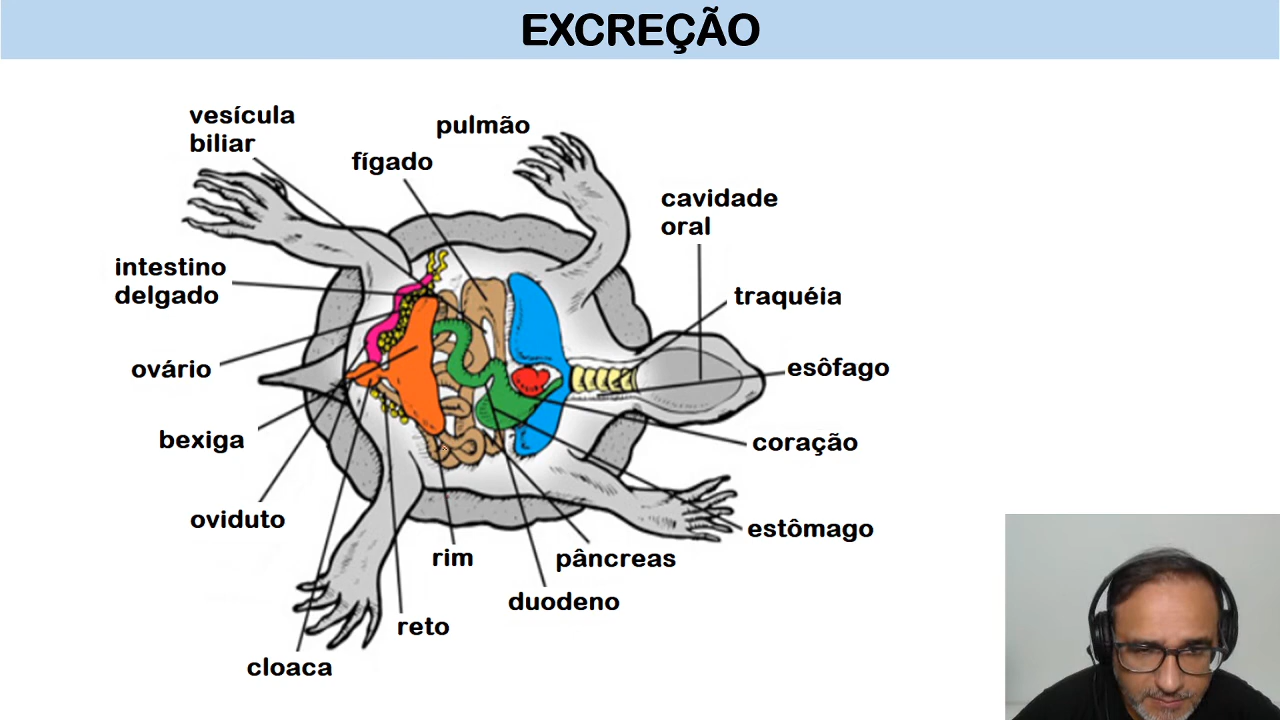 EXCREÇÃO
vesícula
biliar
pulmão
fígado
cavidade
oral
intestino
delgado
traquéia
ovário
esôfago
bexiga
coração
oviduto
estômago
rim
pâncreas
duodeno
reto
cloaca